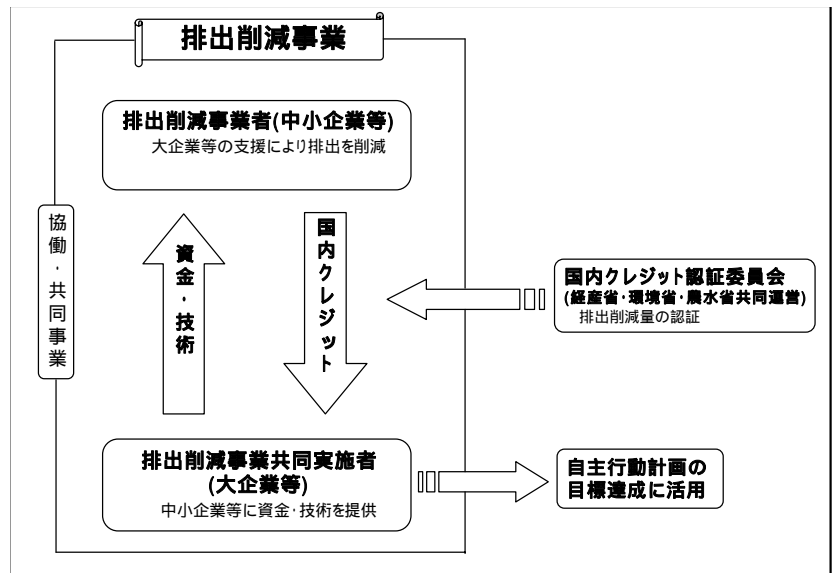 排出削減事業
排出削減事業者(中小企業等)
大企業等の支援により排出を削減
協働・共同事業
資金・技術
国内クレジット
国内クレジット認証委員会
(経産省・環境省・農水省共同運営)
排出削減量の認証
排出削減事業共同実施者
(大企業等)
中小企業等に資金・技術を提供
自主行動計画の
目標達成に活用